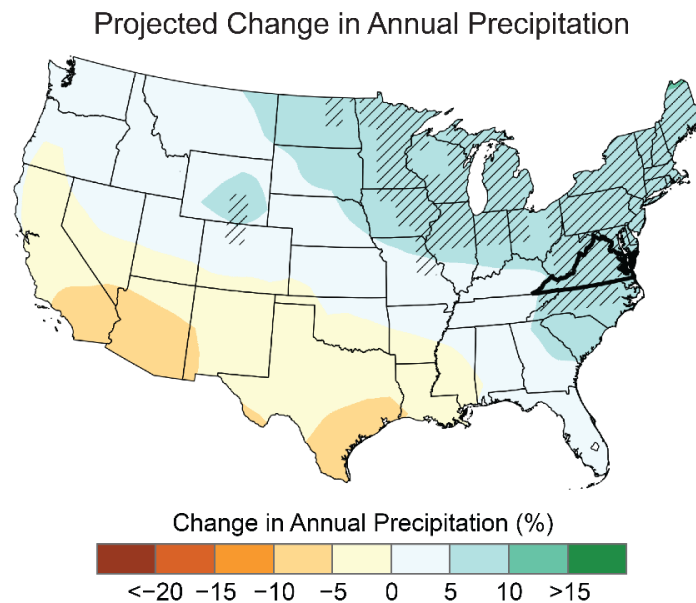 Projected Change in Annual Precipitation
Change in Annual Precipitation (%)
<−20 −15 −10 −5 0 5 10 >15